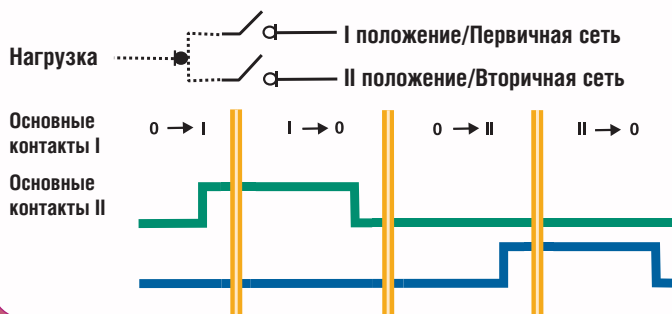 I положение/Первичная сеть
Нагрузка
II положение/Вторичная сеть
Основные
контакты I
0 → I
I → 0
0 → II
II → 0
Основные
контакты II